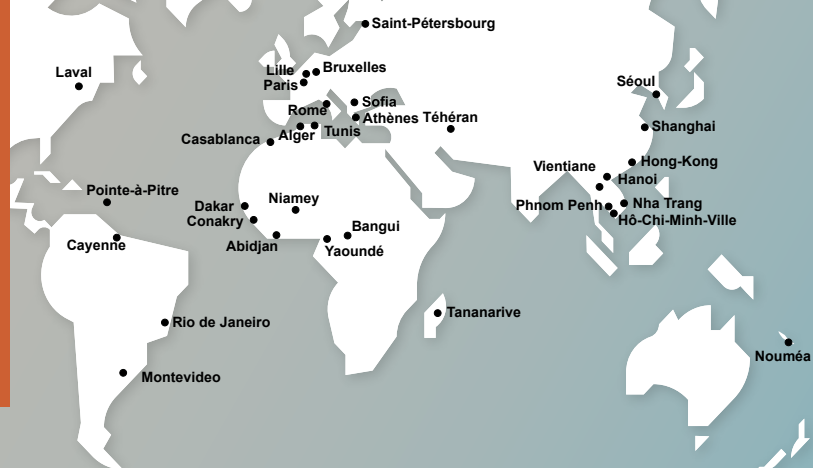 Saint-Pétersbourg
Laval
Lille
Bruxelles
Paris
Séoul
Rome
Sofia
Athènes
Téhéran
Alger
Tunis
Casablanca
Shanghai
Hong-Kong
Vientiane
Hanoi
Pointe-à-Pitre
Niamey
Dakar
Conakry
Phnom Penh
Nha Trang
Hô-Chi-Minh-Ville
Cayenne
Abidjan
Bangui
Yaoundé
Tananarive
Rio de Janeiro
Nouméa
Montevideo